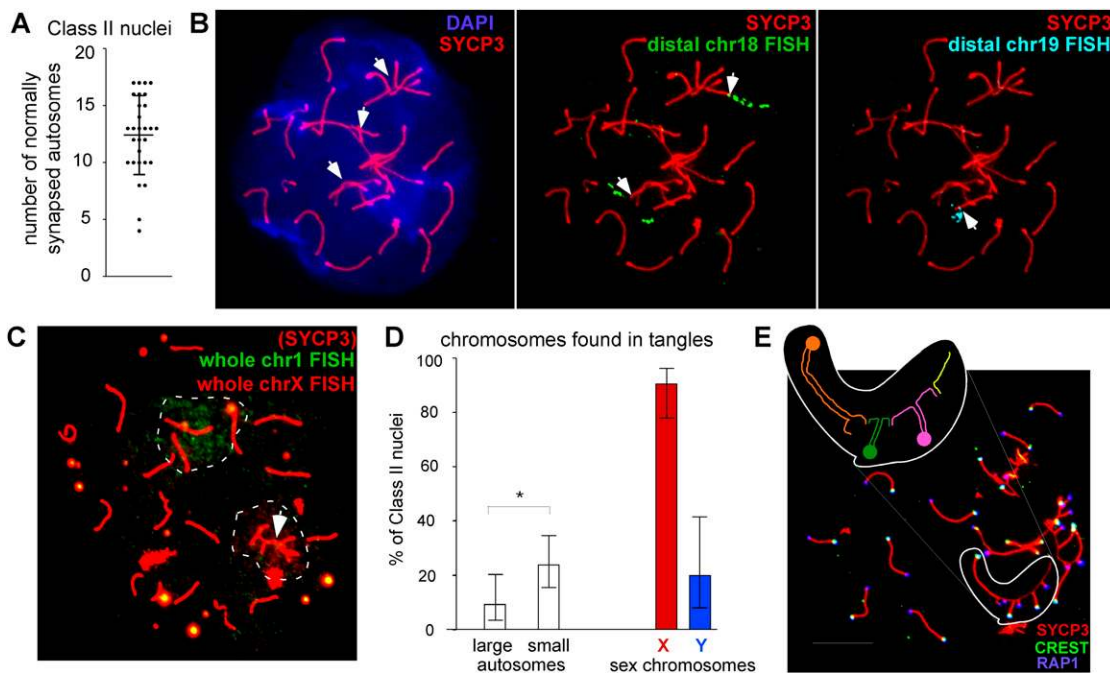 A
Class II nuclei
number of normally
synapsed autosomes
20
15
10
5
0
B
DAPI
SYCP3
SYCP3
distal chr18 FISH
SYCP3
distal chr19 FISH
C
(SYCP3)
whole chr1 FISH
whole chrX FISH
D
chromosomes found in tangles
% of Class II nuclei
100
80
60
40
20
0
*
large
small
autosomes
X
Y
sex chromosomes
E
SYCP3
CREST
RAP1